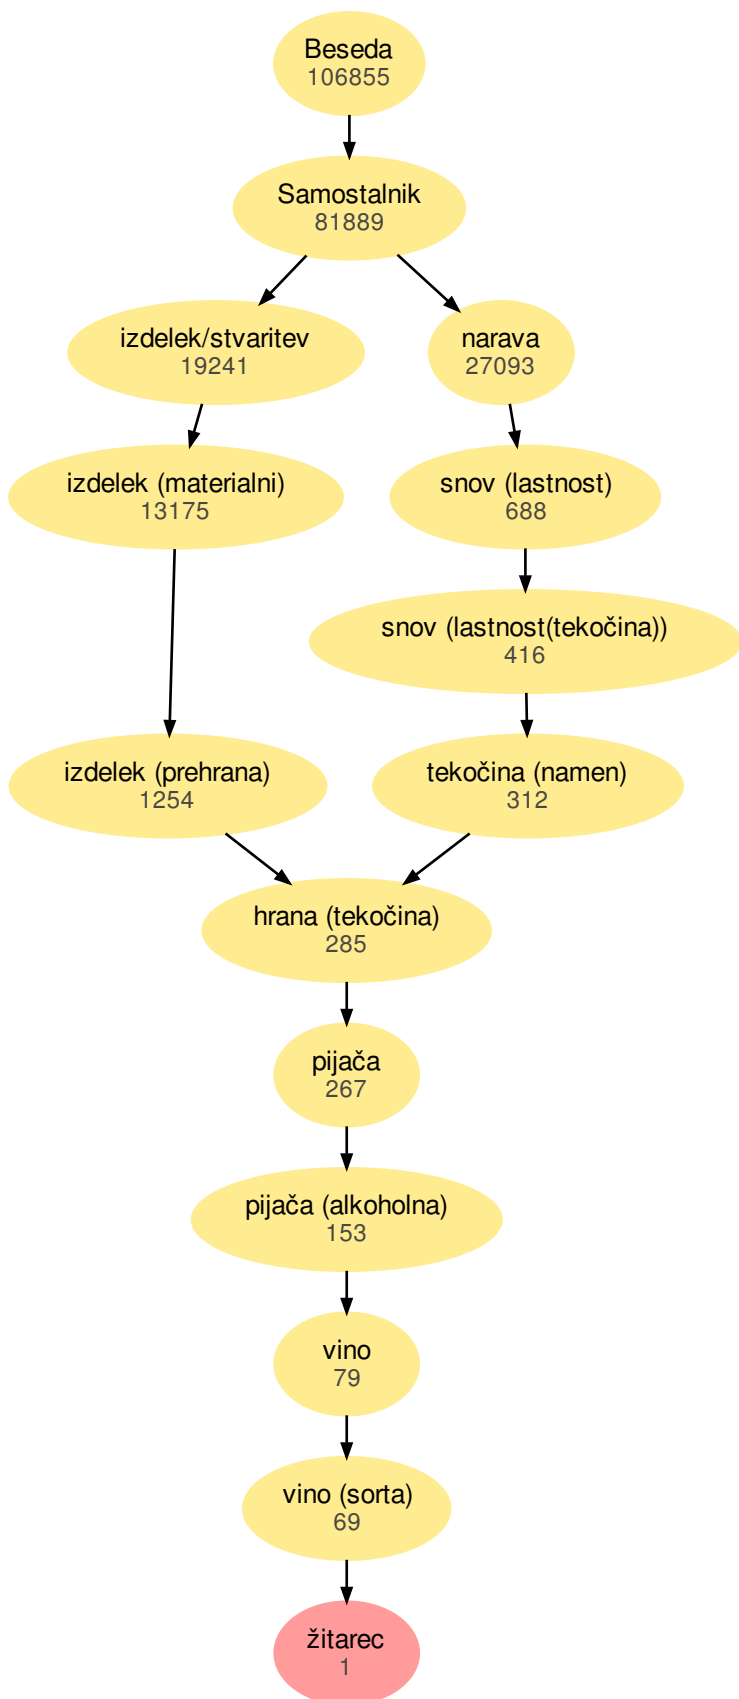 Beseda
106855
Samostalnik
81889
izdelek/stvaritev
19241
narava
27093
izdelek (materialni)
13175
snov (lastnost)
688
snov (lastnost(tekočina))
416
izdelek (prehrana)
1254
tekočina (namen)
312
hrana (tekočina)
285
pijača
267
pijača (alkoholna)
153
vino
79
vino (sorta)
69
žitarec
1